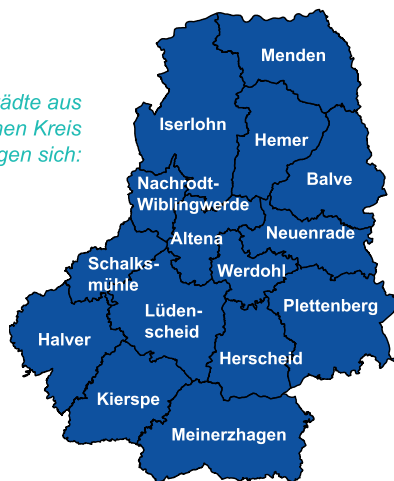 ädte aus
en Kreis
gen sich:
Menden
Iserlohn
Hemer
Balve
Nachrodt-
Wiblingwerde
Altena
Neuenrade
Schalks-
mühle
Werdohl
Plettenberg
Lüden-
scheid
Halver
Herscheid
Kierspe
Meinerzhagen